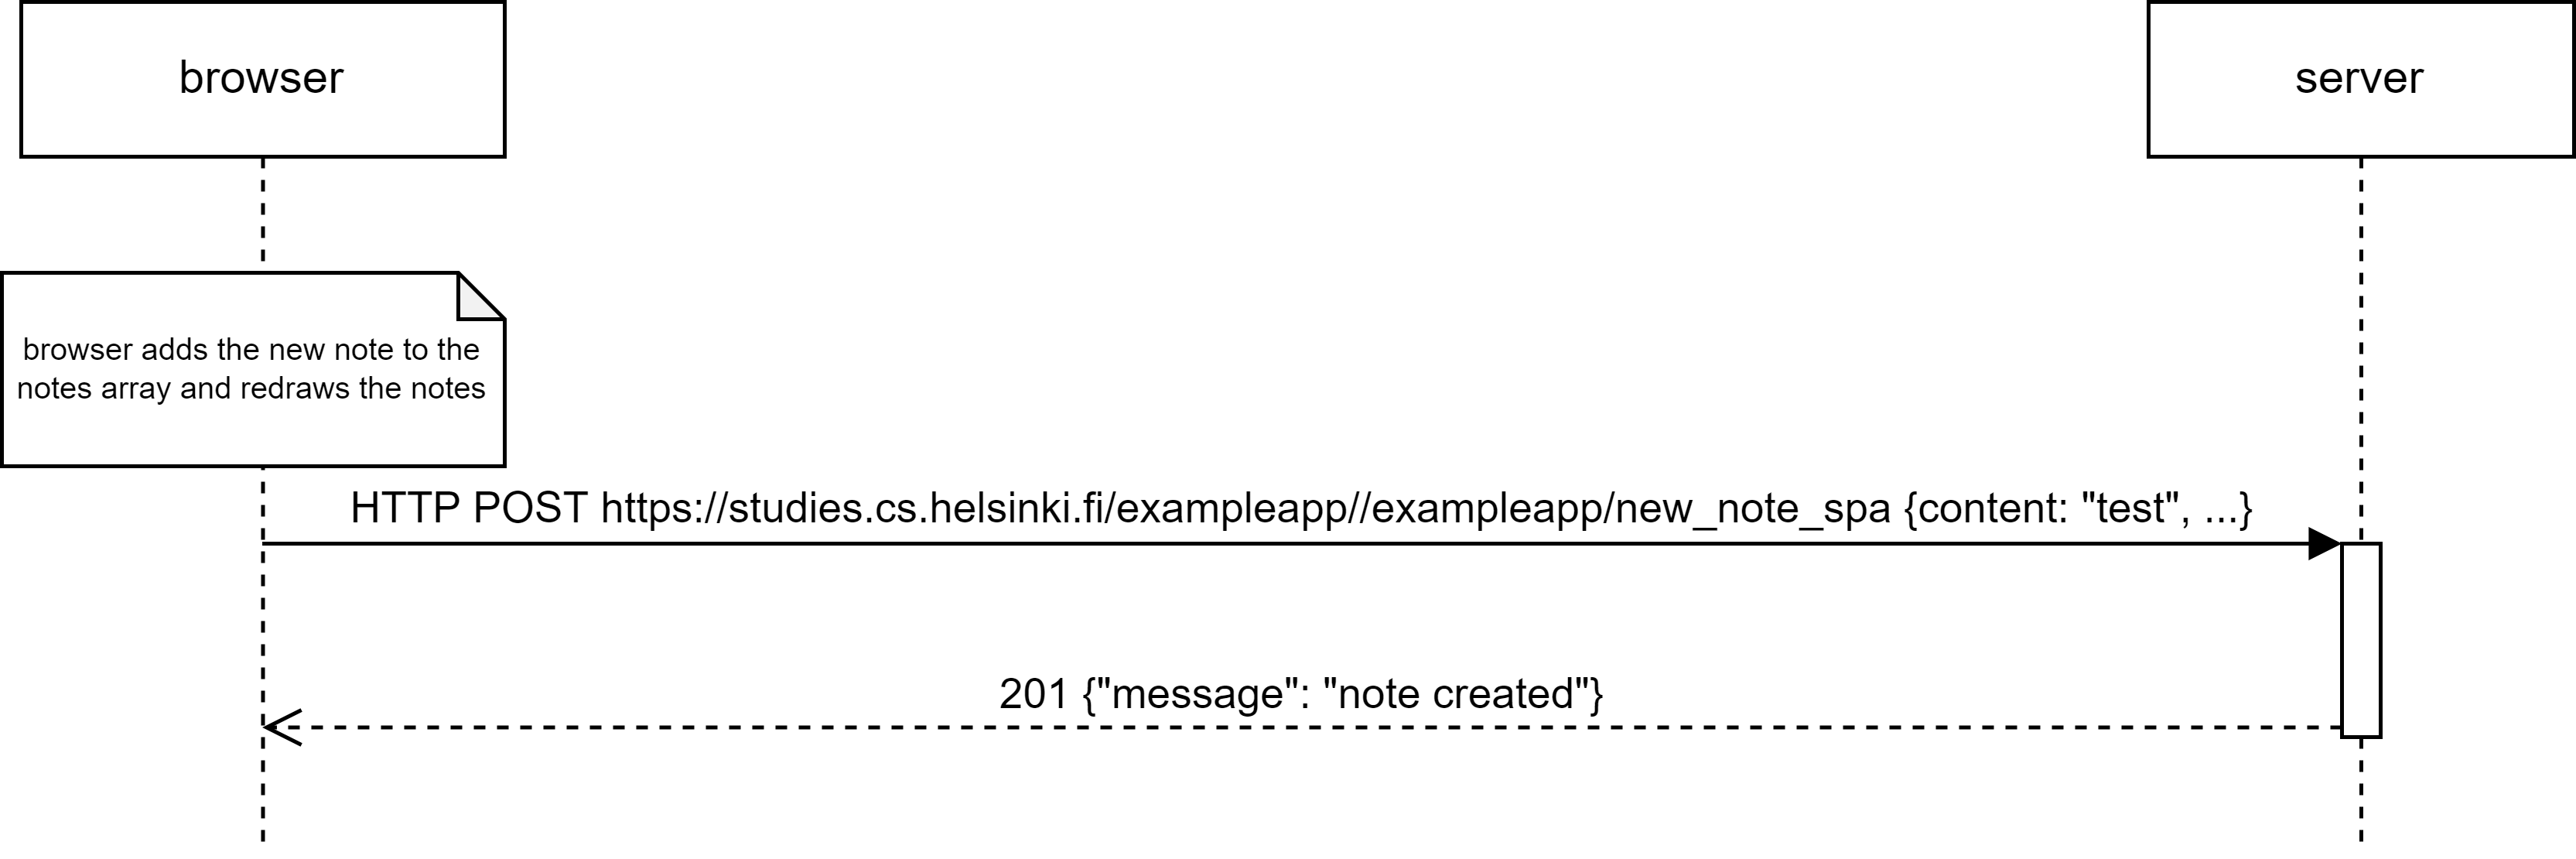 browser
server
browser adds the new note to the
notes array and redraws the notes
HTTP POST https://studies.cs.helsinki.fi/exampleapp//exampleapp/new_note_spa {content: "test", ...}
201 {"message": "note created"}